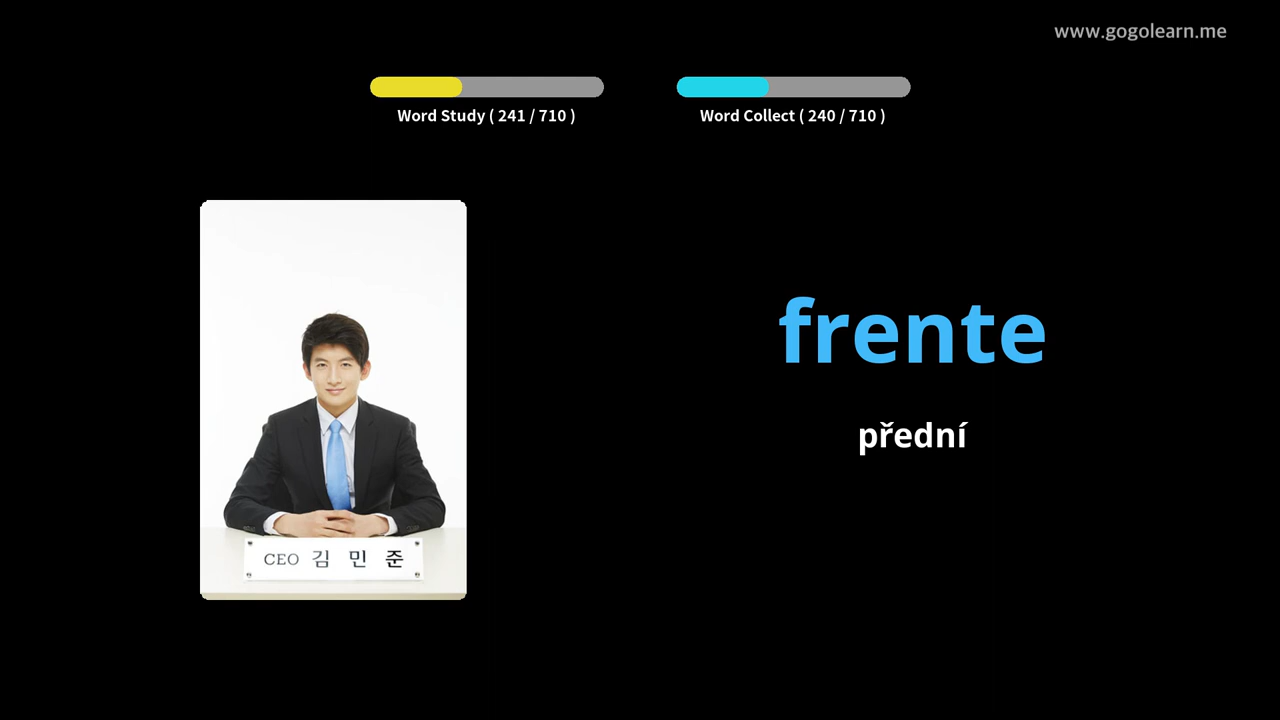 www.gogolearn.me
Word Study ( 241 / 710 )
Word Collect ( 240 / 710 )
frente
přední
CEO 김 민 준